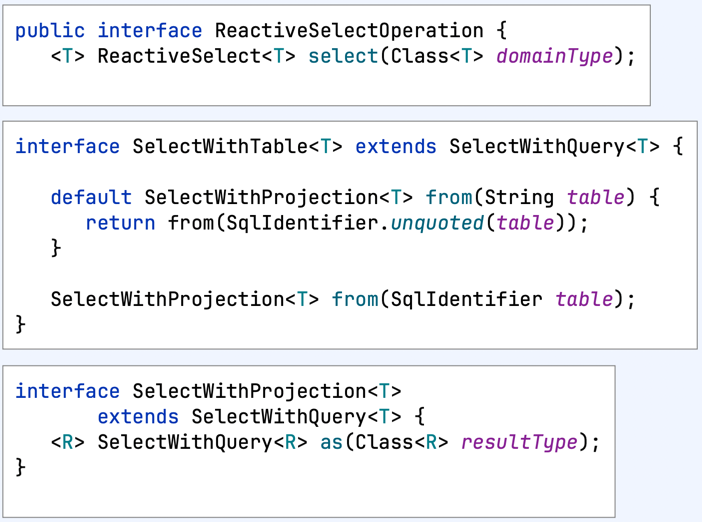 public interface ReactiveSelectOperation {
<T> ReactiveSelect<T> select(Class<T> domainType);
interface SelectWithTable<T> extends SelectWithQuery<T> {
default SelectWithProjection<T> from(String table) {
return from(SqlIdentifier.unquoted(table));
}
SelectWithProjection<T> from(SqlIdentifier table);
}
interface SelectWithProjection<T>
extends SelectWithQuery<T> {
<R> SelectWithQuery<R> as(Class<R> resultType);
}